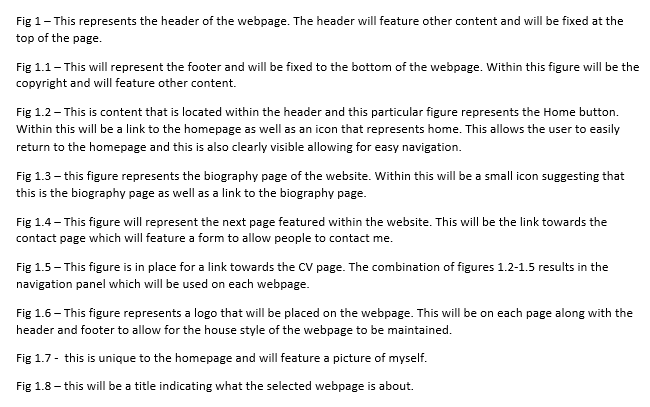 Fig 1 – This represents the header of the webpage. The header will feature other content and will be fixed at the
top of the page.
Fig 1.1 – This will represent the footer and will be fixed to the bottom of the webpage. Within this figure will be the
copyright and will feature other content.
Fig 1.2 – This is content that is located within the header and this particular figure represents the Home button.
Within this will be a link to the homepage as well as an icon that represents home. This allows the user to easily
return to the homepage and this is also clearly visible allowing for easy navigation.
Fig 1.3 – this figure represents the biography page of the website. Within this will be a small icon suggesting that
this is the biography page as well as a link to the biography page.
Fig 1.4 – This figure will represent the next page featured within the website. This will be the link towards the
contact page which will feature a form to allow people to contact me.
Fig 1.5 – This figure is in place for a link towards the CV page. The combination of figures 1.2-1.5 results in the
navigation panel which will be used on each webpage.
Fig 1.6 – This figure represents a logo that will be placed on the webpage. This will be on each page along with the
header and footer to allow for the house style of the webpage to be maintained.
Fig 1.7 -  this is unique to the homepage and will feature a picture of myself.
Fig 1.8 – this will be a title indicating what the selected webpage is about.